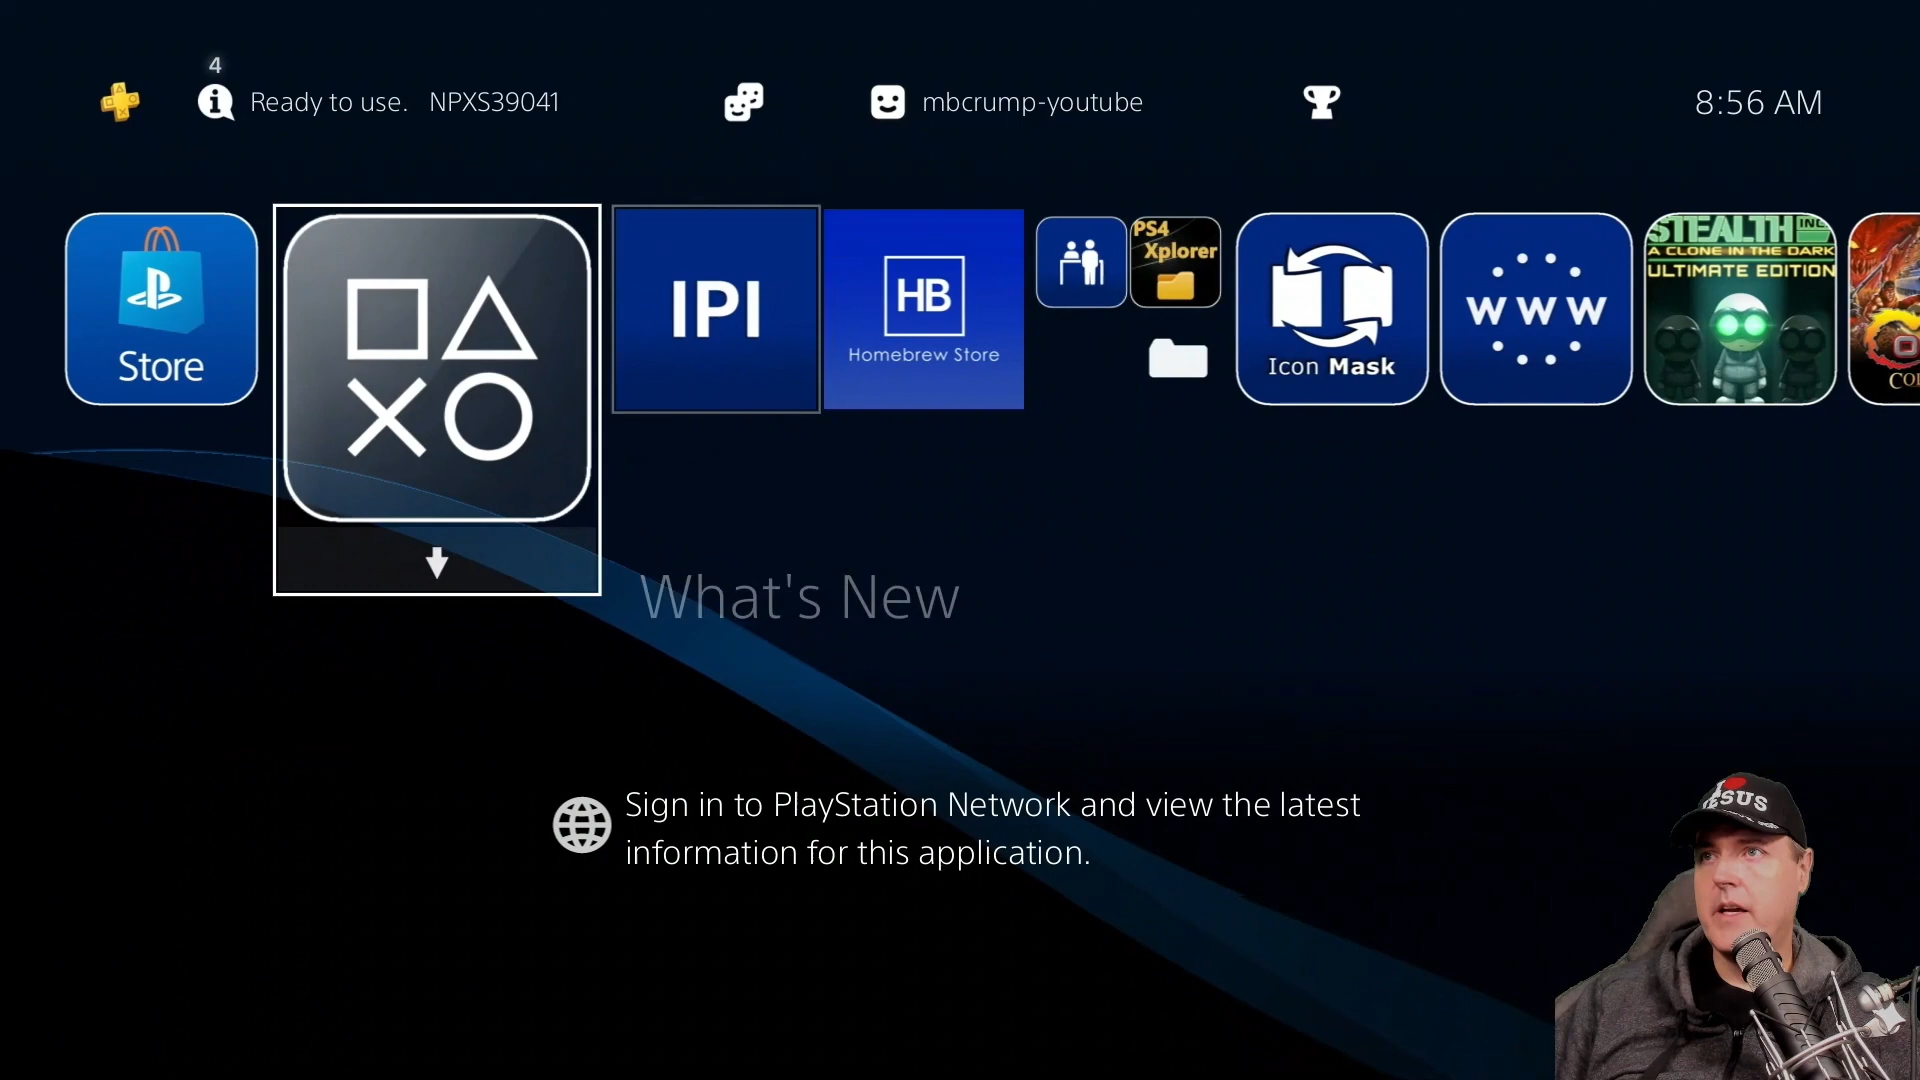 4
Ready to use. NPXS39041
mbcrump-youtube
8:56 AM
Store
IPI
HB
Homebrew Store
PS4
Xplorer
Icon Mask
WWW
STEALTH INC
A CLONE IN THE DARK
ULTIMATE EDITION
What's New
Sign in to PlayStation Network and view the latest
information for this application.
I
ESUS